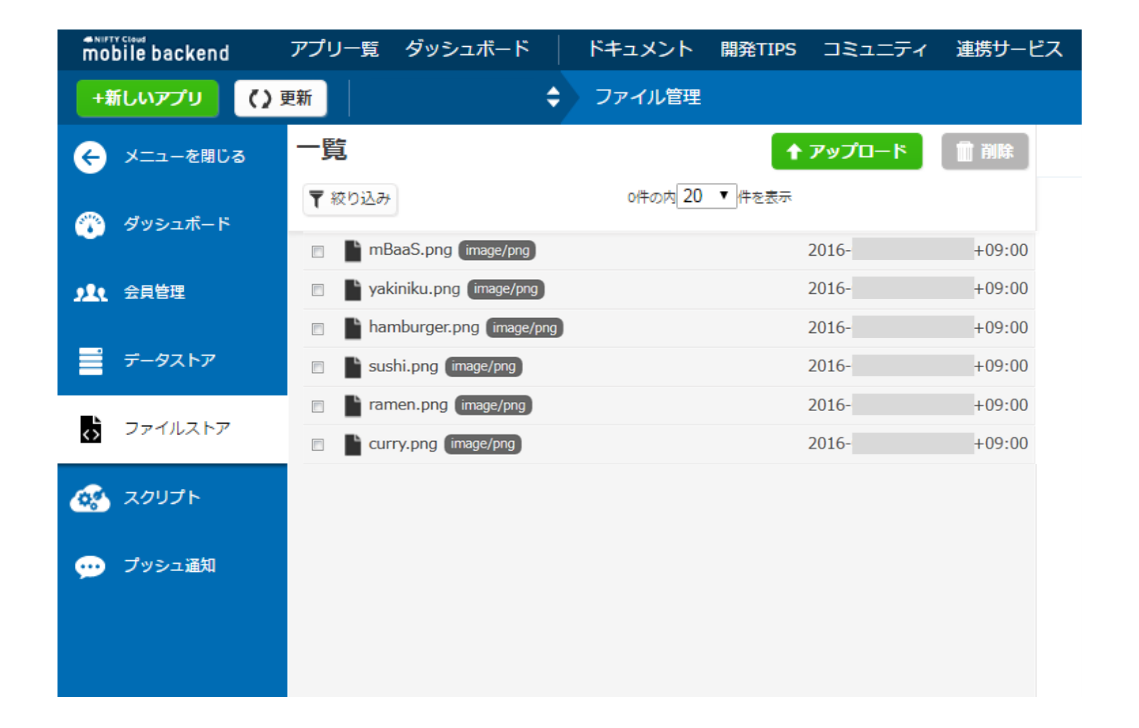 NIFTY Cloud
mobile backend アプリ一覧 ダッシュボード ドキュメント 開発TIPS コミュニティ 連携サービス
+新しいアプリ 更新 ファイル管理
メニューを閉じる
ダッシュボード
会員管理
データストア
ファイルストア
スクリプト
プッシュ通知
一覧 アップロード 削除
絞り込み 0件の内 20 件を表示
mBaaS.png image/png 2016- +09:00
yakiniku.png image/png 2016- +09:00
hamburger.png image/png 2016- +09:00
sushi.png image/png 2016- +09:00
ramen.png image/png 2016- +09:00
curry.png image/png 2016- +09:00